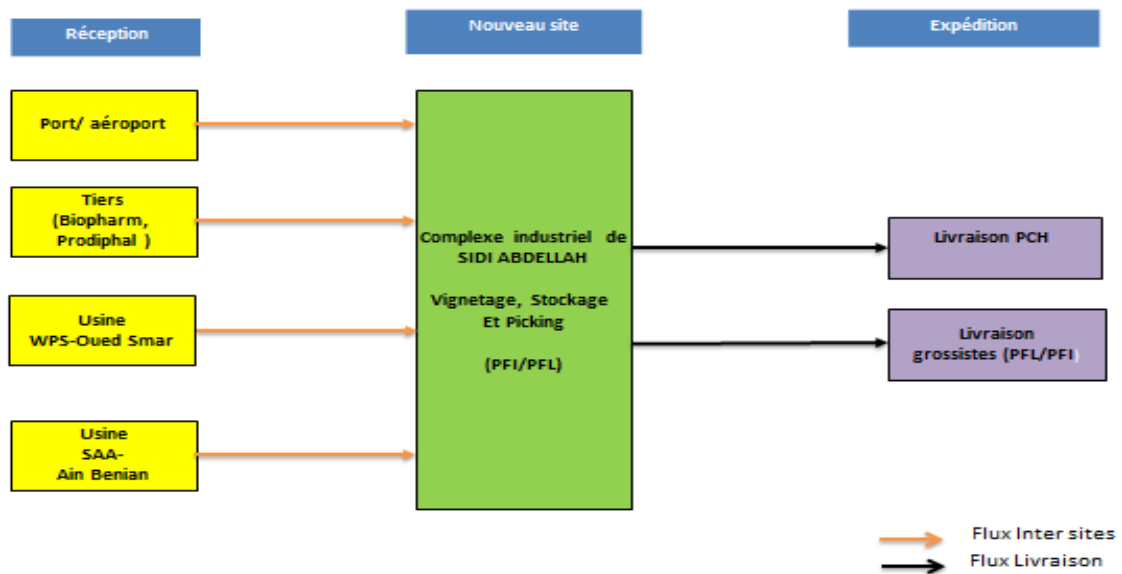 Réception
Nouveau site
Expédition
Port/ aéroport
Tiers
(Biopharm,
Prodiphal )
Usine
WPS-Oued Smar
Usine
SAA-
Ain Benian
Complexe industriel de
SIDI ABDELLAH
Vignetage, Stockage
Et Picking
(PFI/PFL)
Livraison PCH
Livraison
grossistes (PFL/PFI)
Flux Inter sites
Flux Livraison